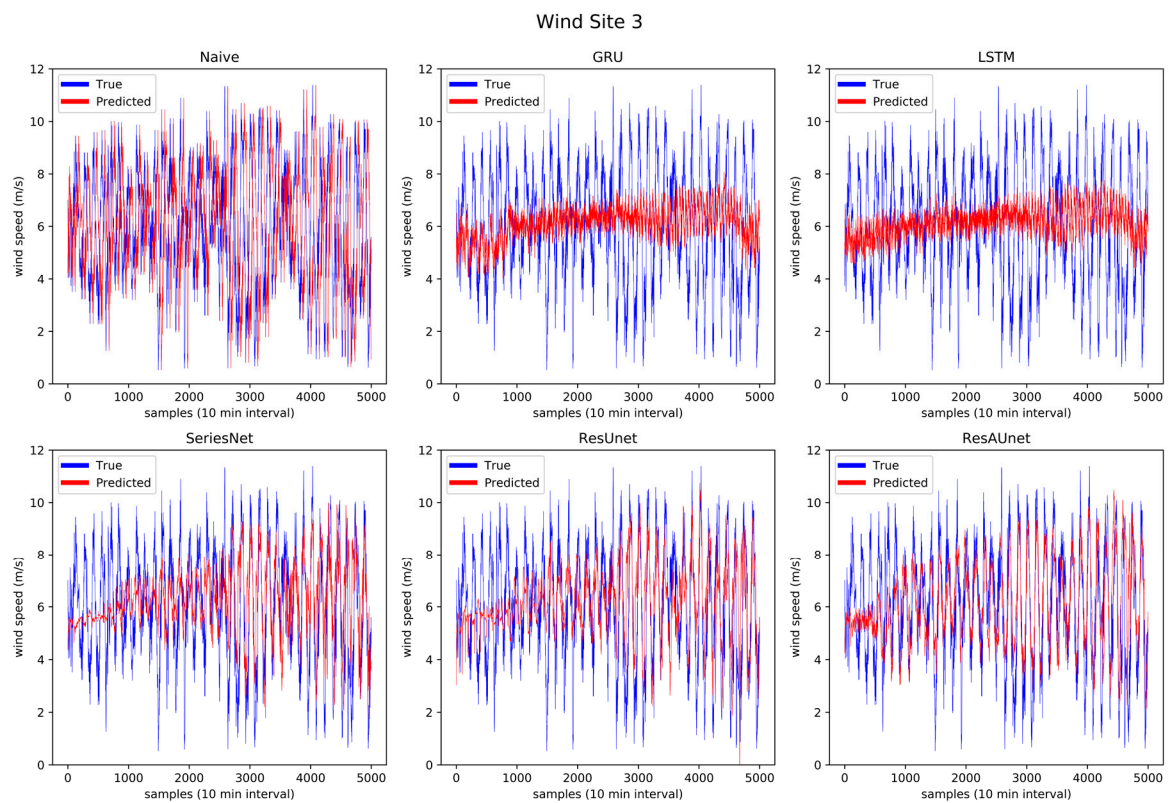 Wind Site 3
Naive
12
10
8
6
4
2
0
wind speed (m/s)
True
Predicted
0 1000 2000 3000 4000 5000
samples (10 min interval)
GRU
12
10
8
6
4
2
0
wind speed (m/s)
True
Predicted
0 1000 2000 3000 4000 5000
samples (10 min interval)
LSTM
12
10
8
6
4
2
0
wind speed (m/s)
True
Predicted
0 1000 2000 3000 4000 5000
samples (10 min interval)
SeriesNet
12
10
8
6
4
2
0
wind speed (m/s)
True
Predicted
0 1000 2000 3000 4000 5000
samples (10 min interval)
ResUnet
12
10
8
6
4
2
0
wind speed (m/s)
True
Predicted
0 1000 2000 3000 4000 5000
samples (10 min interval)
ResAUnet
12
10
8
6
4
2
0
wind speed (m/s)
True
Predicted
0 1000 2000 3000 4000 5000
samples (10 min interval)